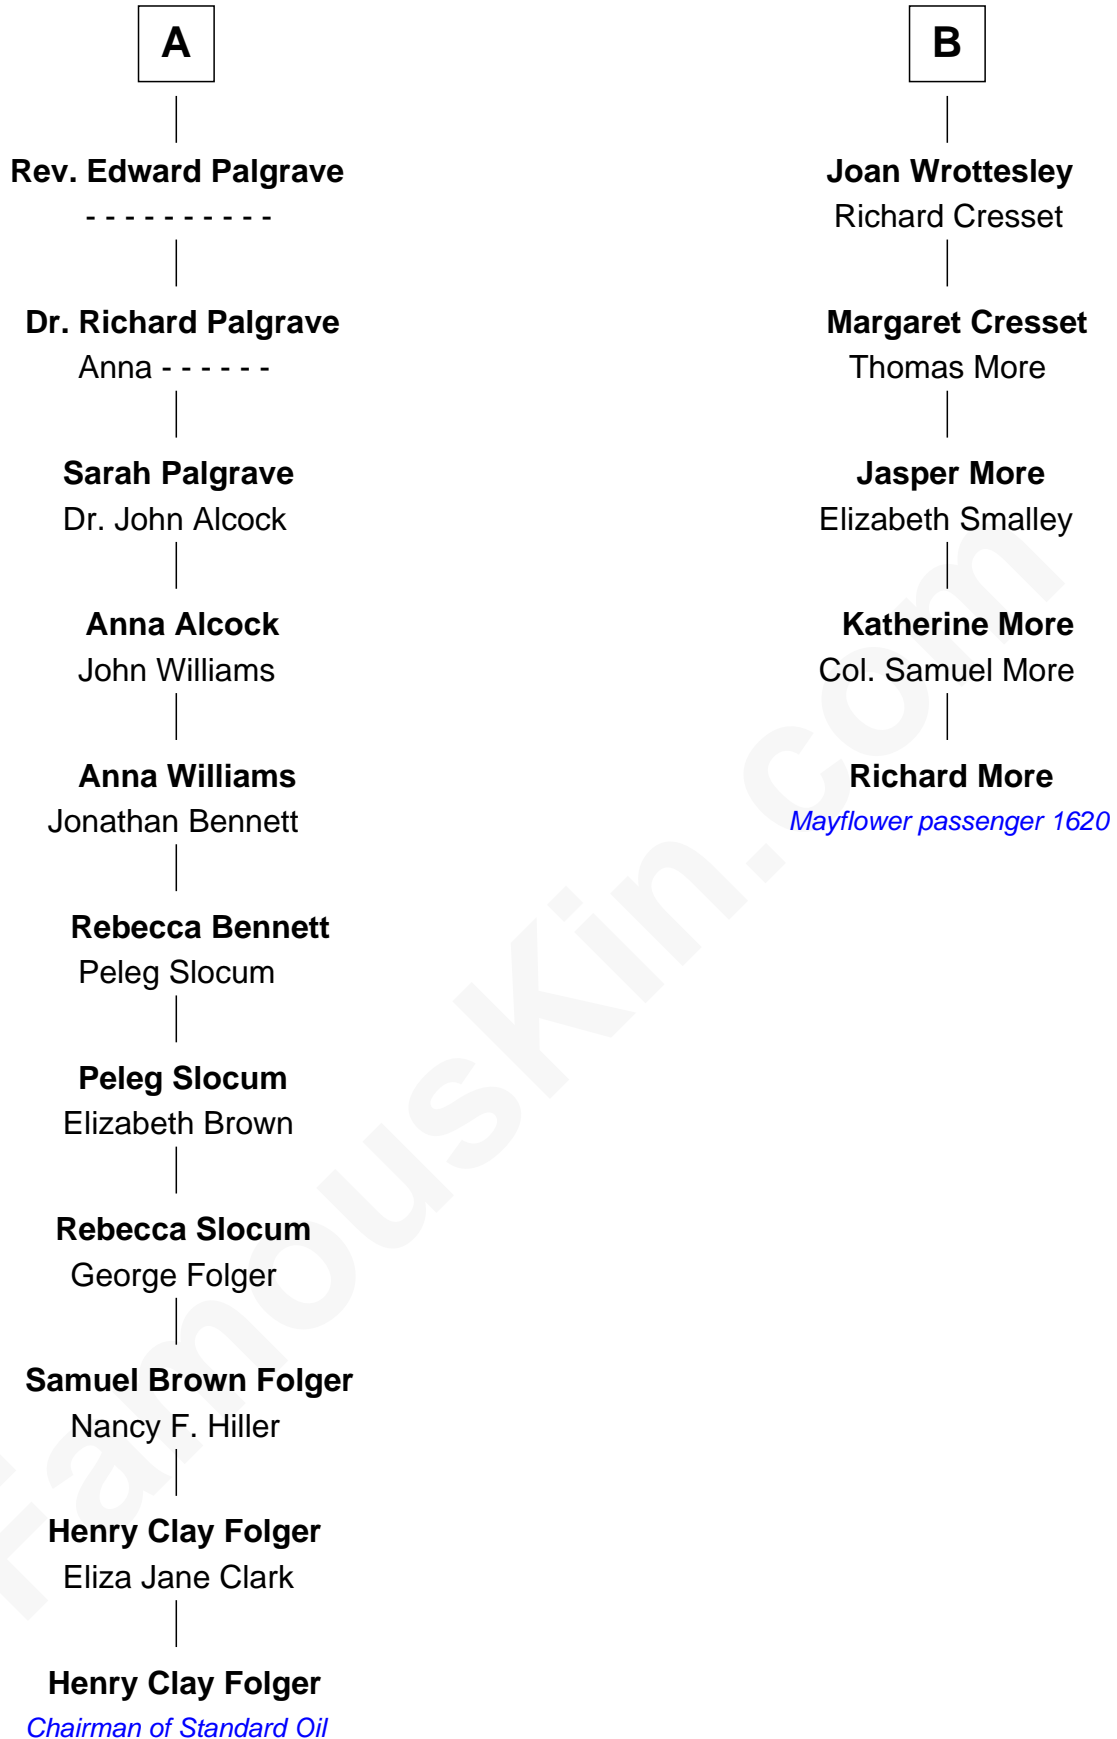 A
Rev. Edward Palgrave
- - - - - - - - - -
Dr. Richard Palgrave
Anna - - - - - -
Sarah Palgrave
Dr. John Alcock
Anna Alcock
John Williams
Anna Williams
Jonathan Bennett
Rebecca Bennett
Peleg Slocum
Peleg Slocum
Elizabeth Brown
Rebecca Slocum
George Folger
Samuel Brown Folger
Nancy F. Hiller
Henry Clay Folger
Eliza Jane Clark
Henry Clay Folger
Chairman of Standard Oil
B
Joan Wrottesley
Richard Cresset
Margaret Cresset
Thomas More
Jasper More
Elizabeth Smalley
Katherine More
Col. Samuel More
Richard More
Mayflower passenger 1620
FamousKin.com